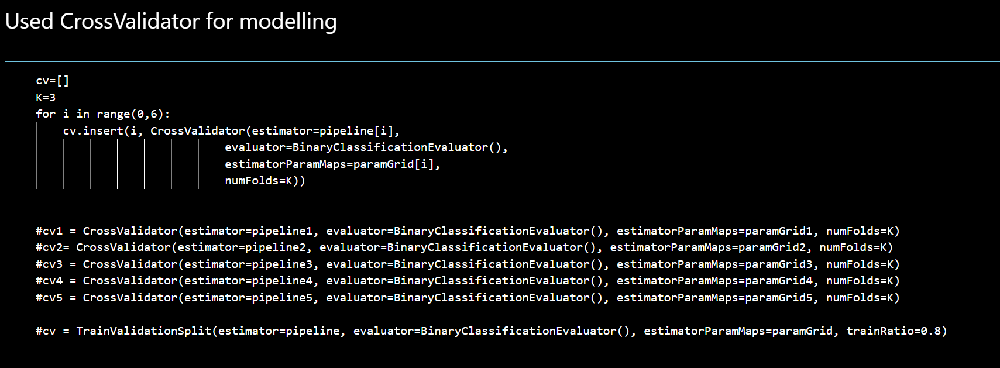 Used CrossValidator for modelling
cv=[]
K=3
for i in range(0,6):
cv.insert(i, CrossValidator(estimator=pipeline[i],
evaluator=BinaryClassificationEvaluator(),
estimatorParamMaps=paramGrid[i],
numFolds=K))
#cv1 = CrossValidator(estimator=pipeline1, evaluator=BinaryClassificationEvaluator(), estimatorParamMaps=paramGrid1, numFolds=K)
#cv2= CrossValidator(estimator=pipeline2, evaluator=BinaryClassificationEvaluator(), estimatorParamMaps=paramGrid2, numFolds=K)
#cv3 = CrossValidator(estimator=pipeline3, evaluator=BinaryClassificationEvaluator(), estimatorParamMaps=paramGrid3, numFolds=K)
#cv4 = CrossValidator(estimator=pipeline4, evaluator=BinaryClassificationEvaluator(), estimatorParamMaps=paramGrid4, numFolds=K)
#cv5 = CrossValidator(estimator=pipeline5, evaluator=BinaryClassificationEvaluator(), estimatorParamMaps=paramGrid5, numFolds=K)
#cv = TrainValidationSplit(estimator=pipeline, evaluator=BinaryClassificationEvaluator(), estimatorParamMaps=paramGrid, trainRatio=0.8)